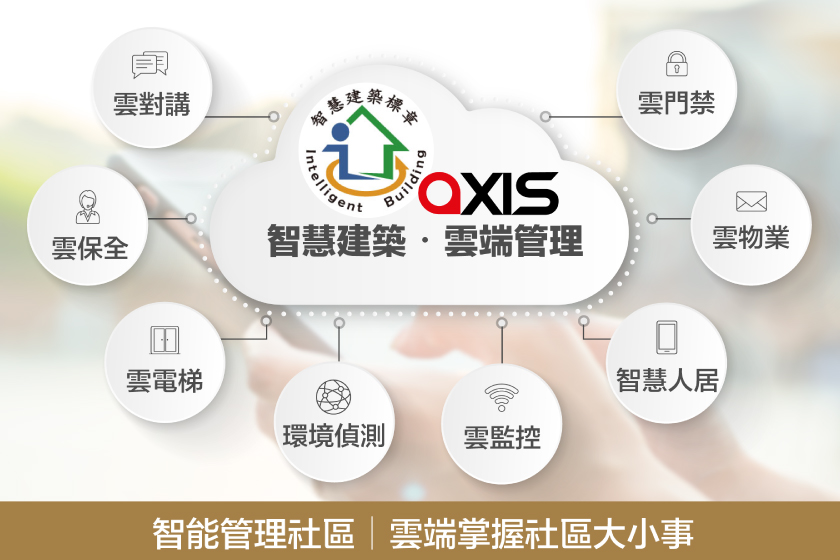 雲對講
雲門禁
智慧建築標章
Intelligent Building
aXIS
智慧建築・雲端管理
雲保全
雲物業
雲電梯
智慧人居
環境偵測
雲監控
智能管理社區｜雲端掌握社區大小事